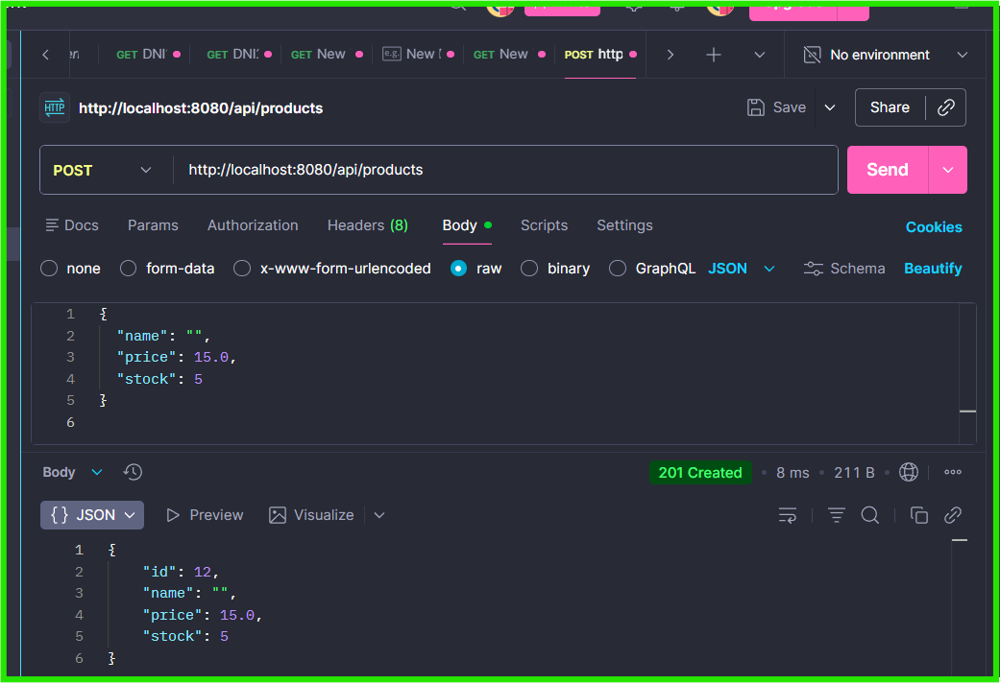 GET DNI
GET DNI:
GET New
e.g. New
GET New
POST http
No environment
HTTP http://localhost:8080/api/products
Save
Share
POST
http://localhost:8080/api/products
Send
Docs
Params
Authorization
Headers (8)
Body
Scripts
Settings
Cookies
none
form-data
x-www-form-urlencoded
raw
binary
GraphQL
JSON
Schema
Beautify
1 {
2 "name": "",
3 "price": 15.0,
4 "stock": 5
5 }
6
Body
201 Created
8 ms
211 B
{} JSON
Preview
Visualize
1 {
2 "id": 12,
3 "name": "",
4 "price": 15.0,
5 "stock": 5
6 }